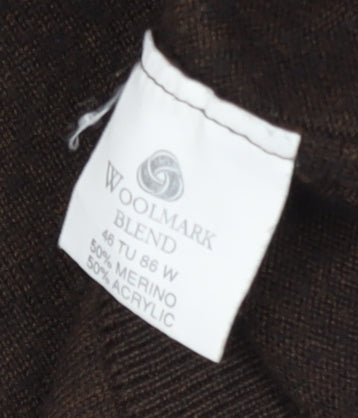 WOOLMARK
BLEND
46 TU 86 W
50% MERINO
50% ACRYLIC